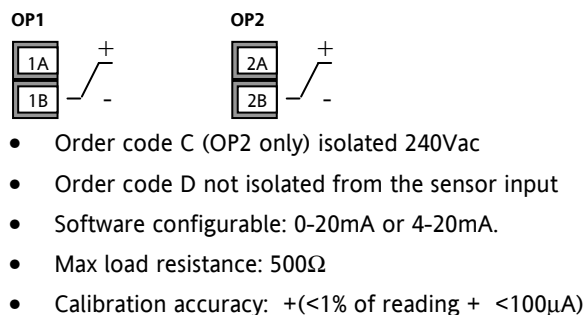 OP1 OP2
1A + 2A +
1B - 2B -
• Order code C (OP2 only) isolated 240Vac
• Order code D not isolated from the sensor input
• Software configurable: 0-20mA or 4-20mA.
• Max load resistance: 500Ω
• Calibration accuracy: +(<1% of reading + <100μA)